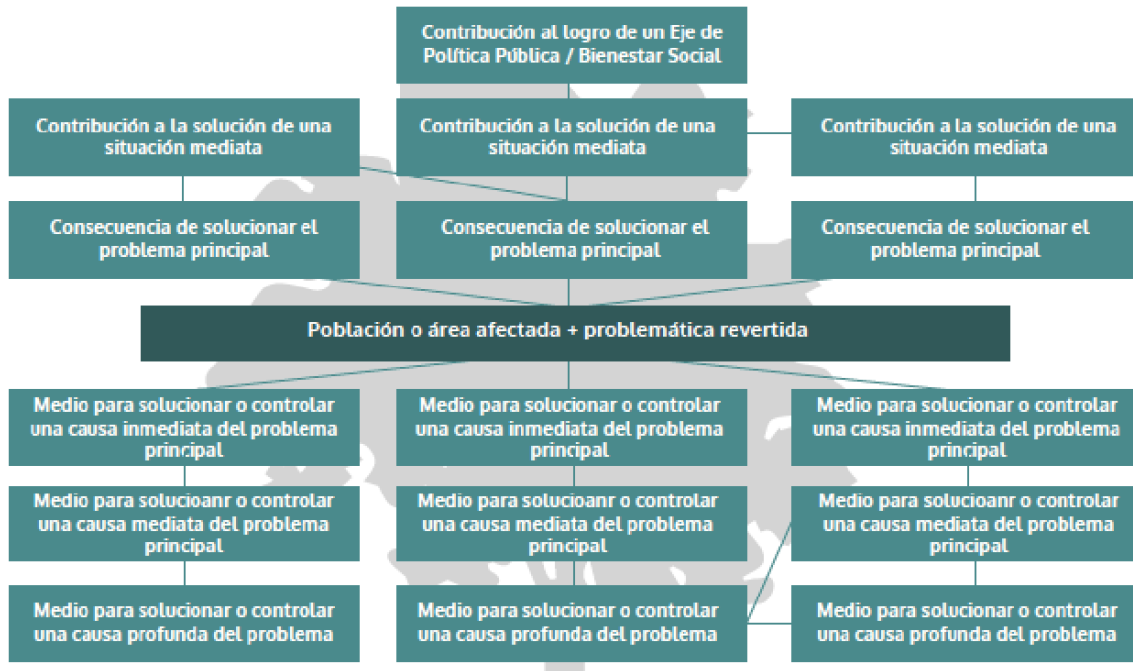 Contribución al logro de un Eje de
Política Pública / Bienestar Social
Contribución a la solución de una
situación mediata
Contribución a la solución de una
situación mediata
Contribución a la solución de una
situación mediata
Consecuencia de solucionar el
problema principal
Consecuencia de solucionar el
problema principal
Consecuencia de solucionar el
problema principal
Población o área afectada + problemática revertida
Medio para solucionar o controlar
una causa inmediata del problema
principal
Medio para solucionar o controlar
una causa inmediata del problema
principal
Medio para solucionar o controlar
una causa inmediata del problema
principal
Medio para solucioanr o controlar
una causa mediata del problema
principal
Medio para solucioanr o controlar
una causa mediata del problema
principal
Medio para solucioanr o controlar
una causa mediata del problema
principal
Medio para solucionar o controlar
una causa profunda del problema
Medio para solucionar o controlar
una causa profunda del problema
Medio para solucionar o controlar
una causa profunda del problema